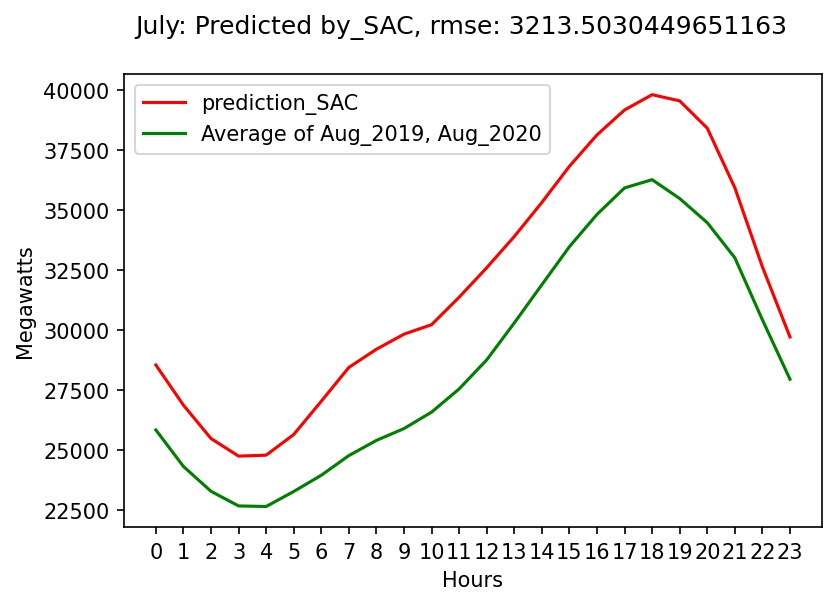 July: Predicted by_SAC, rmse: 3213.5030449651163
prediction_SAC
Average of Aug_2019, Aug_2020
Megawatts
40000
37500
35000
32500
30000
27500
25000
22500
0 1 2 3 4 5 6 7 8 9 10 11 12 13 14 15 16 17 18 19 20 21 22 23
Hours